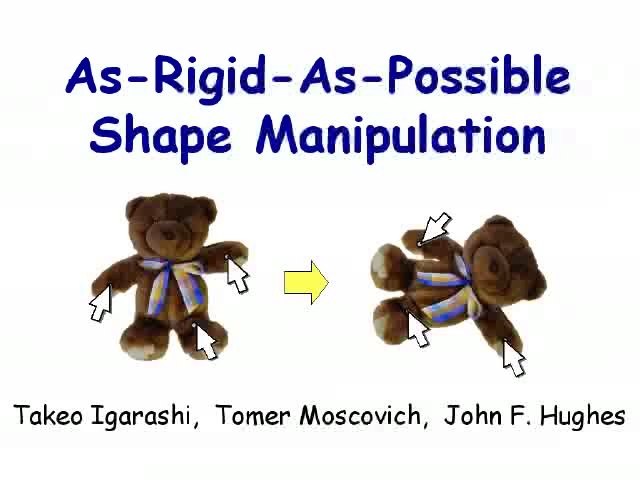 As-Rigid-As-Possible
Shape Manipulation
Takeo Igarashi, Tomer Moscovich, John F. Hughes